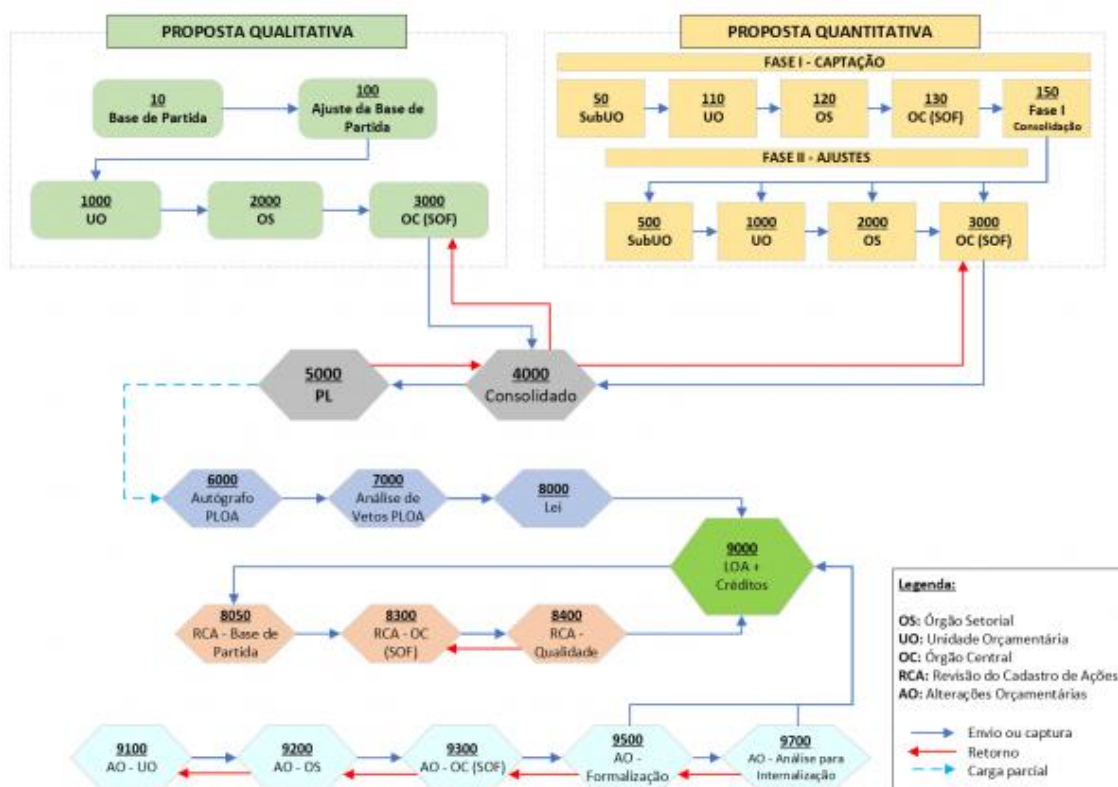 PROPOSTA QUALITATIVA
10
Base de Partida
100
Ajuste da Base de
Partida
1000
UO
2000
OS
3000
OC (SOF)
PROPOSTA QUANTITATIVA
FASE I - CAPTAÇÃO
50
SubUO
110
UO
120
OS
130
OC (SOF)
150
Fase I
Consolidação
FASE II - AJUSTES
500
SubUO
1000
UO
2000
OS
3000
OC (SOF)
5000
PL
4000
Consolidado
6000
Autógrafo
PLOA
7000
Análise de
Vetos PLOA
8000
Lei
9000
LOA +
Créditos
8050
RCA - Base de
Partida
8300
RCA - OC
(SOF)
8400
RCA -
Qualidade
9100
AO - UO
9200
AO - OS
9300
AO - OC (SOF)
9500
AO -
Formalização
9700
AO - Análise para
Internalização
Legenda:
OS: Órgão Setorial
UO: Unidade Orçamentária
OC: Órgão Central
RCA: Revisão do Cadastro de Ações
AO: Alterações Orçamentárias
Envio ou captura
Retorno
Carga parcial